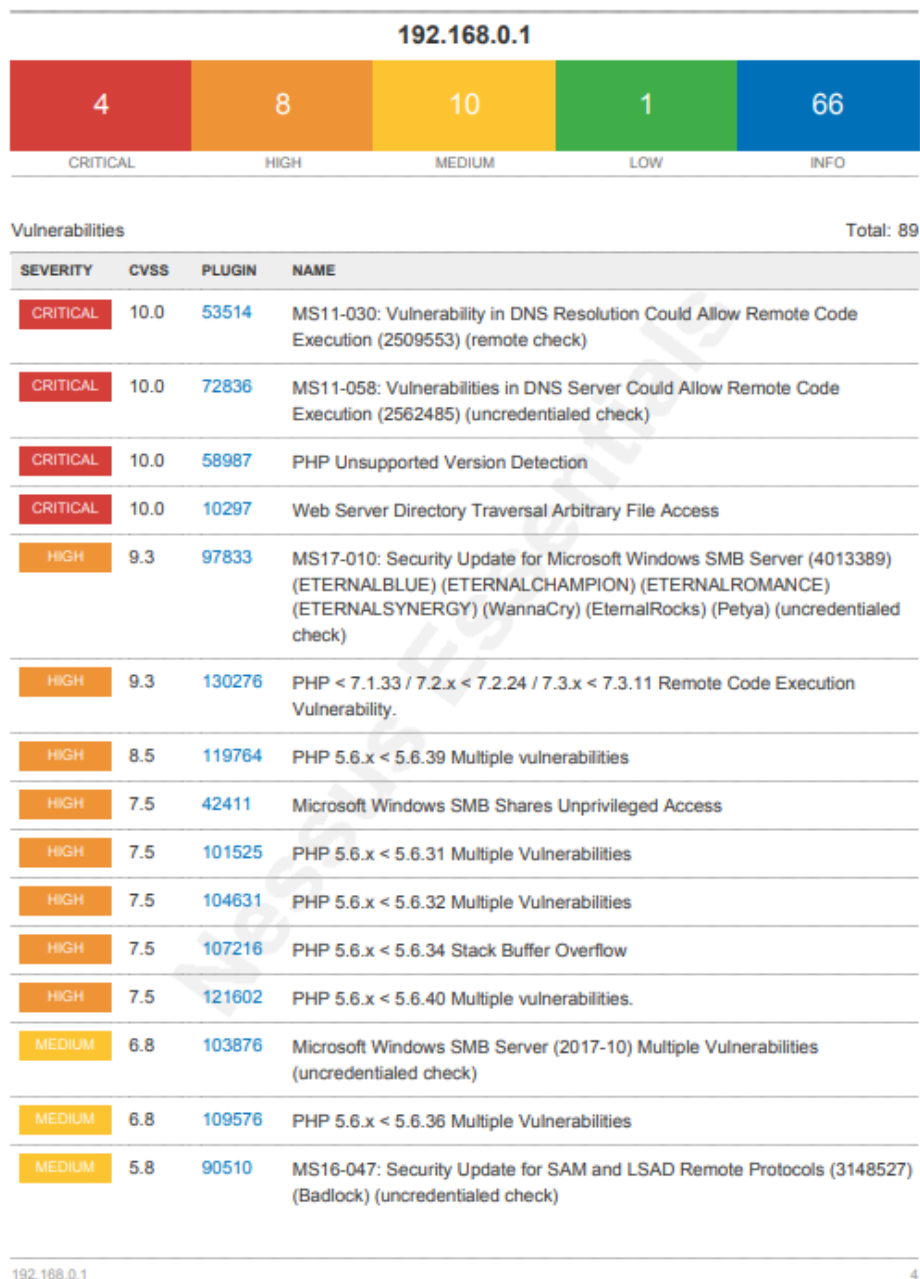 192.168.0.1
4 8 10 1 66
CRITICAL HIGH MEDIUM LOW INFO
Vulnerabilities Total: 89
SEVERITY CVSS PLUGIN NAME
CRITICAL 10.0 53514 MS11-030: Vulnerability in DNS Resolution Could Allow Remote Code
Execution (2509553) (remote check)
CRITICAL 10.0 72836 MS11-058: Vulnerabilities in DNS Server Could Allow Remote Code
Execution (2562485) (uncredentialed check)
CRITICAL 10.0 58987 PHP Unsupported Version Detection
CRITICAL 10.0 10297 Web Server Directory Traversal Arbitrary File Access
HIGH 9.3 97833 MS17-010: Security Update for Microsoft Windows SMB Server (4013389)
(ETERNALBLUE) (ETERNALCHAMPION) (ETERNALROMANCE)
(ETERNALSYNERGY) (WannaCry) (EternalRocks) (Petya) (uncredentialed
check)
HIGH 9.3 130276 PHP < 7.1.33 / 7.2.x < 7.2.24 / 7.3.x < 7.3.11 Remote Code Execution
Vulnerability.
HIGH 8.5 119764 PHP 5.6.x < 5.6.39 Multiple vulnerabilities
HIGH 7.5 42411 Microsoft Windows SMB Shares Unprivileged Access
HIGH 7.5 101525 PHP 5.6.x < 5.6.31 Multiple Vulnerabilities
HIGH 7.5 104631 PHP 5.6.x < 5.6.32 Multiple Vulnerabilities
HIGH 7.5 107216 PHP 5.6.x < 5.6.34 Stack Buffer Overflow
HIGH 7.5 121602 PHP 5.6.x < 5.6.40 Multiple vulnerabilities.
MEDIUM 6.8 103876 Microsoft Windows SMB Server (2017-10) Multiple Vulnerabilities
(uncredentialed check)
MEDIUM 6.8 109576 PHP 5.6.x < 5.6.36 Multiple Vulnerabilities
MEDIUM 5.8 90510 MS16-047: Security Update for SAM and LSAD Remote Protocols (3148527)
(Badlock) (uncredentialed check)
Nessus Essentials
192.168.0.1 4